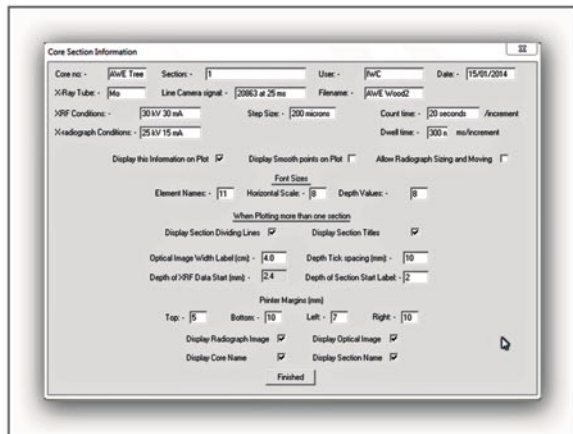 Core Section Information
Core no: - AWE Tree Section: - 1 User: - IWC Date: - 15/01/2014
X-Ray Tube: - Mo Line Camera signal: - 20863 at 25 ms Filename: - AWE Wood2
XRF Conditions: - 30 kV 30 mA Step Size: - 200 microns Count time: - 20 seconds /increment
X-radiograph Conditions: - 25 kV 15 mA Dwell time: - 300 ms/increment
Display this Information on Plot Display Smooth points on Plot Allow Radiograph Sizing and Moving
Font Sizes
Element Names: - 11 Horizontal Scale: - 8 Depth Values: - 8
When Plotting more than one section
Display Section Dividing Lines Display Section Titles
Optical Image Width Label (cm): - 4.0 Depth Tick spacing (mm): - 10
Depth of XRF Data Start (mm): - 2.4 Depth of Section Start Label: - 2
Printer Margins (mm)
Top: - 5 Bottom: - 10 Left: - 7 Right: - 10
Display Radiograph Image Display Optical Image
Display Core Name Display Section Name
Finished